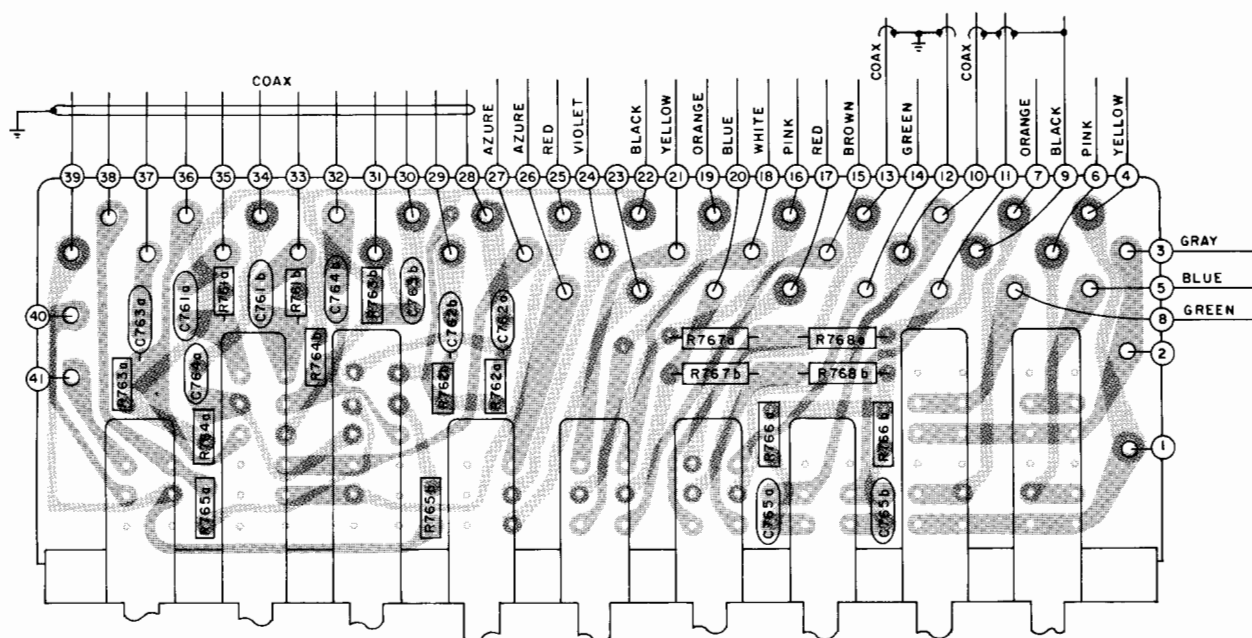 COAX
AZURE
AZURE
RED
VIOLET
BLACK
YELLOW
ORANGE
BLUE
WHITE
PINK
RED
BROWN
COAX
GREEN
COAX
ORANGE
BLACK
PINK
YELLOW
39 38 37 36 35 34 33 32 31 30 29 28 27 26 25 24 23 22 21 19 20 18 16 17 15 13 14 12 10 11 7 9 6 4
3 GRAY
5 BLUE
8 GREEN
40
2
41
1
C763a
C761a
R761a
C761b
R761b
C764b
R763b
C763b
C762b
C762a
R767a R768a
R767b R768b
R763a
C764a
R764b
R762b
R762a
R764a
R766a
R766b
R765a
R765b
C765a
C765b